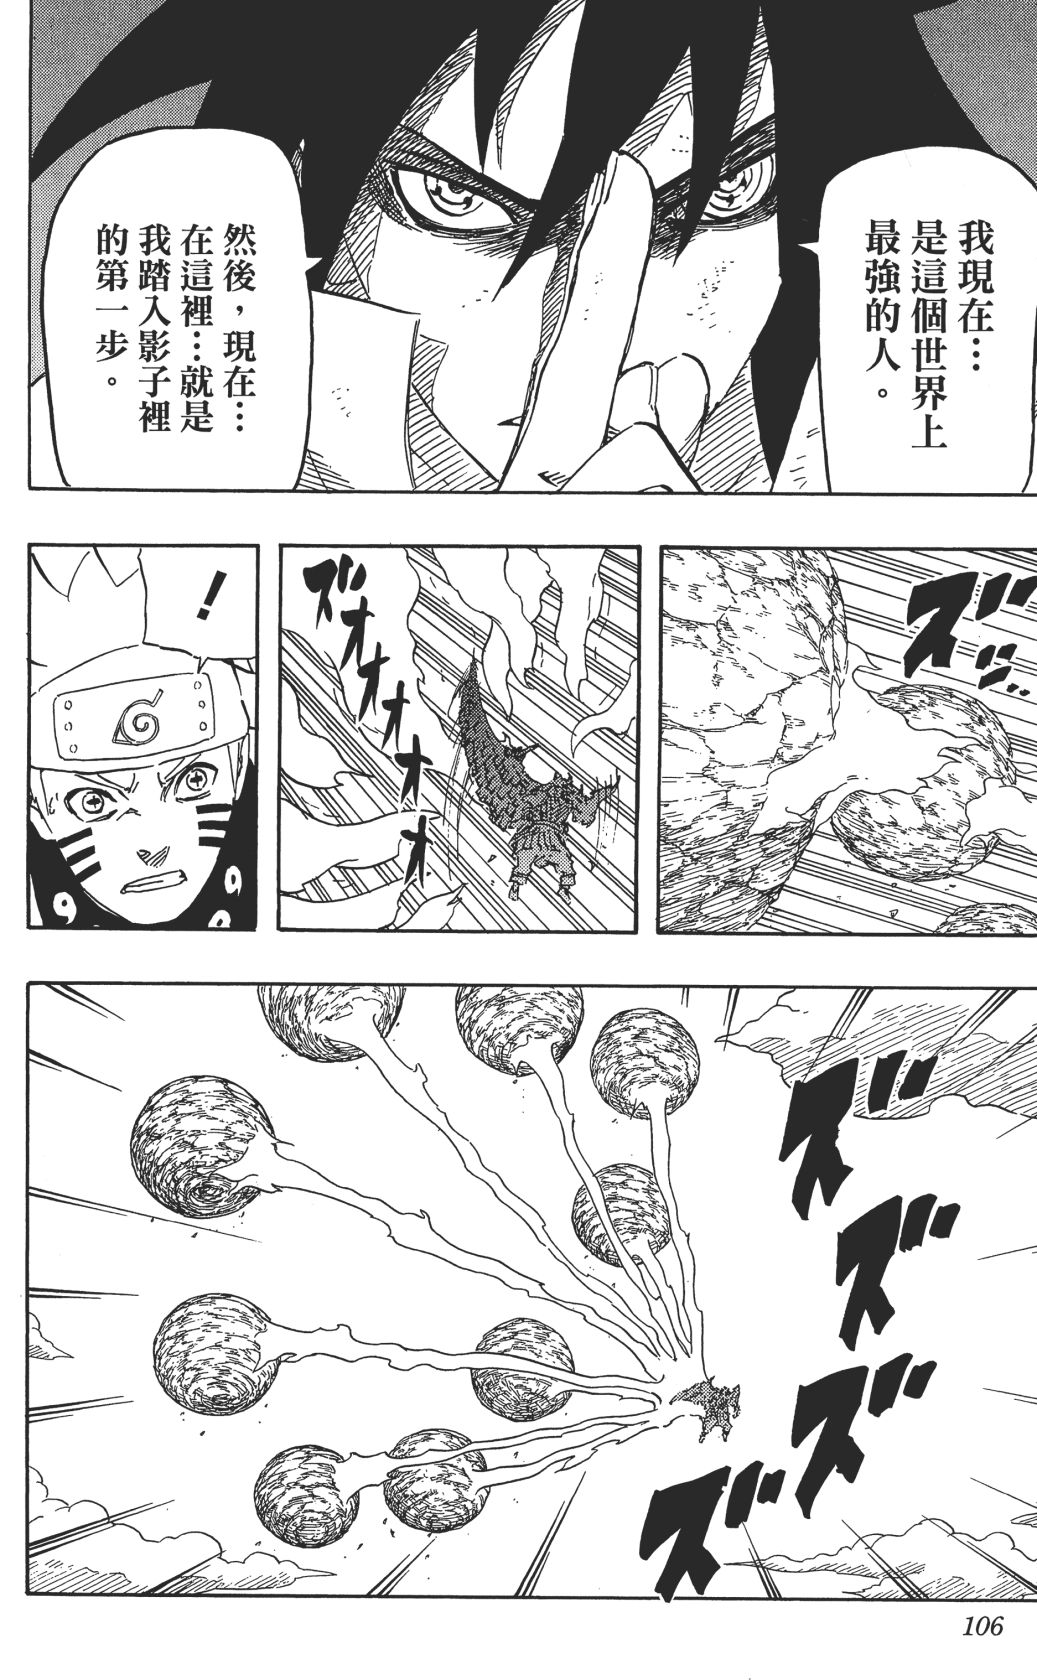 我現在…
是這個世界上
最強的人。
然後，現在…
在這裡…就是
我踏入影子裡
的第一步。
ズズ…
ズオオオオオ
！
ズ
ズ
ズ
ズ
106